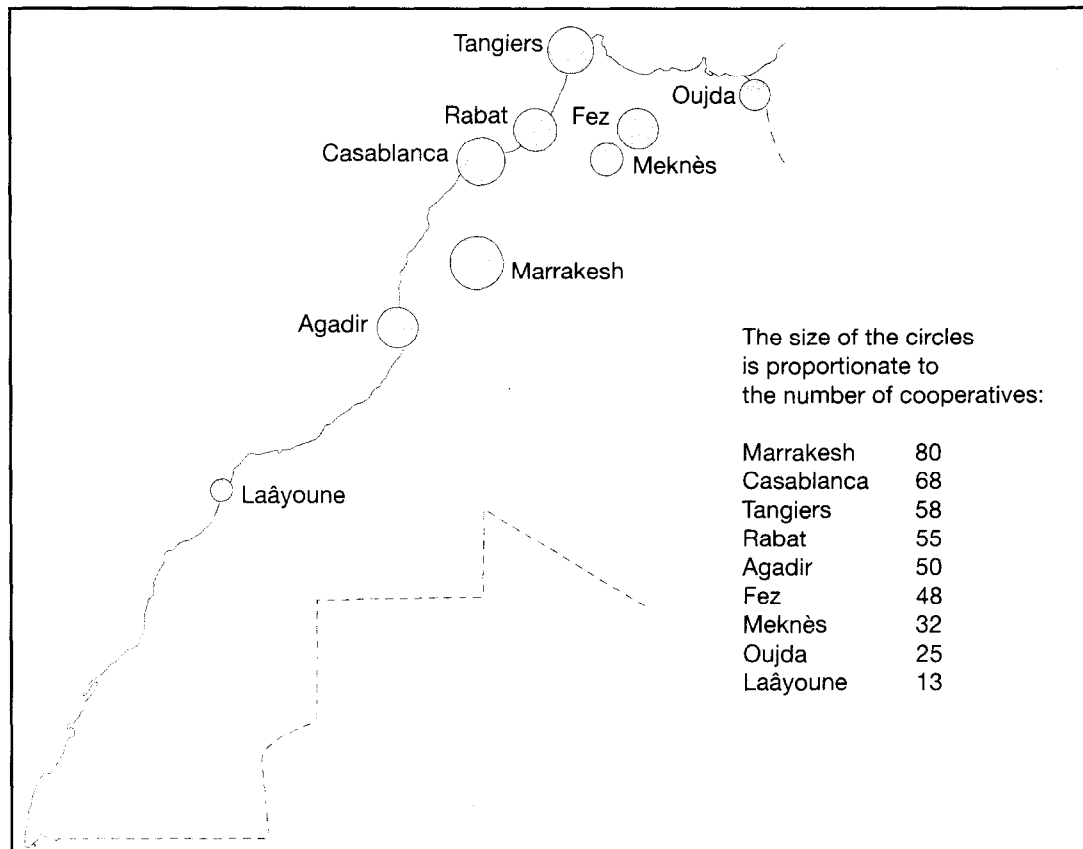 Tangiers
Oujda
Rabat
Fez
Casablanca
Meknès
Marrakesh
Agadir
Laâyoune
The size of the circles
is proportionate to
the number of cooperatives:
Marrakesh 80
Casablanca 68
Tangiers 58
Rabat 55
Agadir 50
Fez 48
Meknès 32
Oujda 25
Laâyoune 13